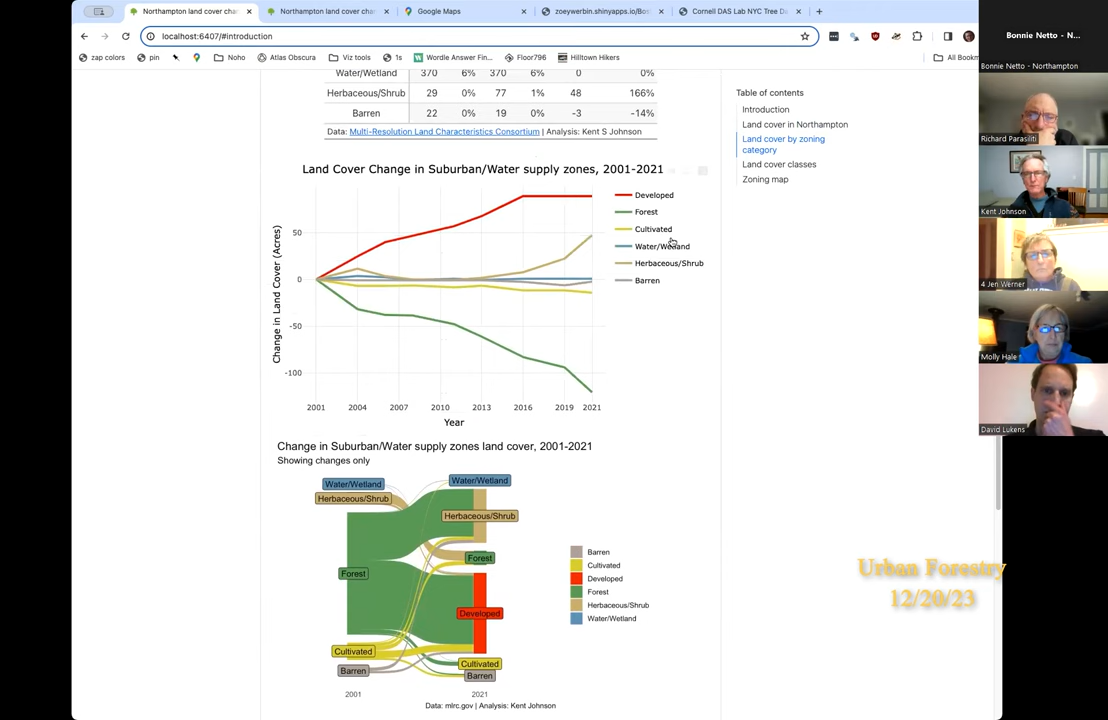 Northampton land cover cha
Northampton land cover chan
Google Maps
zoeywerbin.shinyapps.io/Bos
Cornell DAS Lab NYC Tree Da
localhost:6407/#introduction
zap colors
pin
Noho
Atlas Obscura
Viz tools
1s
Wordle Answer Fin...
Floor796
Hilltown Hikers
All Bookm
Water/Wetland 370 6% 370 6% 0 0%
Herbaceous/Shrub 29 0% 77 1% 48 166%
Barren 22 0% 19 0% -3 -14%
Data: Multi-Resolution Land Characteristics Consortium | Analysis: Kent S Johnson
Table of contents
Introduction
Land cover in Northampton
Land cover by zoning
category
Land cover classes
Zoning map
Land Cover Change in Suburban/Water supply zones, 2001-2021
Change in Land Cover (Acres)
50
0
-50
-100
2001 2004 2007 2010 2013 2016 2019 2021
Year
Developed
Forest
Cultivated
Water/Wetland
Herbaceous/Shrub
Barren
Change in Suburban/Water supply zones land cover, 2001-2021
Showing changes only
Water/Wetland
Herbaceous/Shrub
Forest
Cultivated
Barren
2001
Water/Wetland
Herbaceous/Shrub
Forest
Developed
Cultivated
Barren
2021
Barren
Cultivated
Developed
Forest
Herbaceous/Shrub
Water/Wetland
Data: mlrc.gov | Analysis: Kent Johnson
Bonnie Netto - N...
Bonnie Netto - Northampton
Richard Parasiliti
Kent Johnson
4 Jen Werner
Molly Hale
David Lukens
Urban Forestry
12/20/23